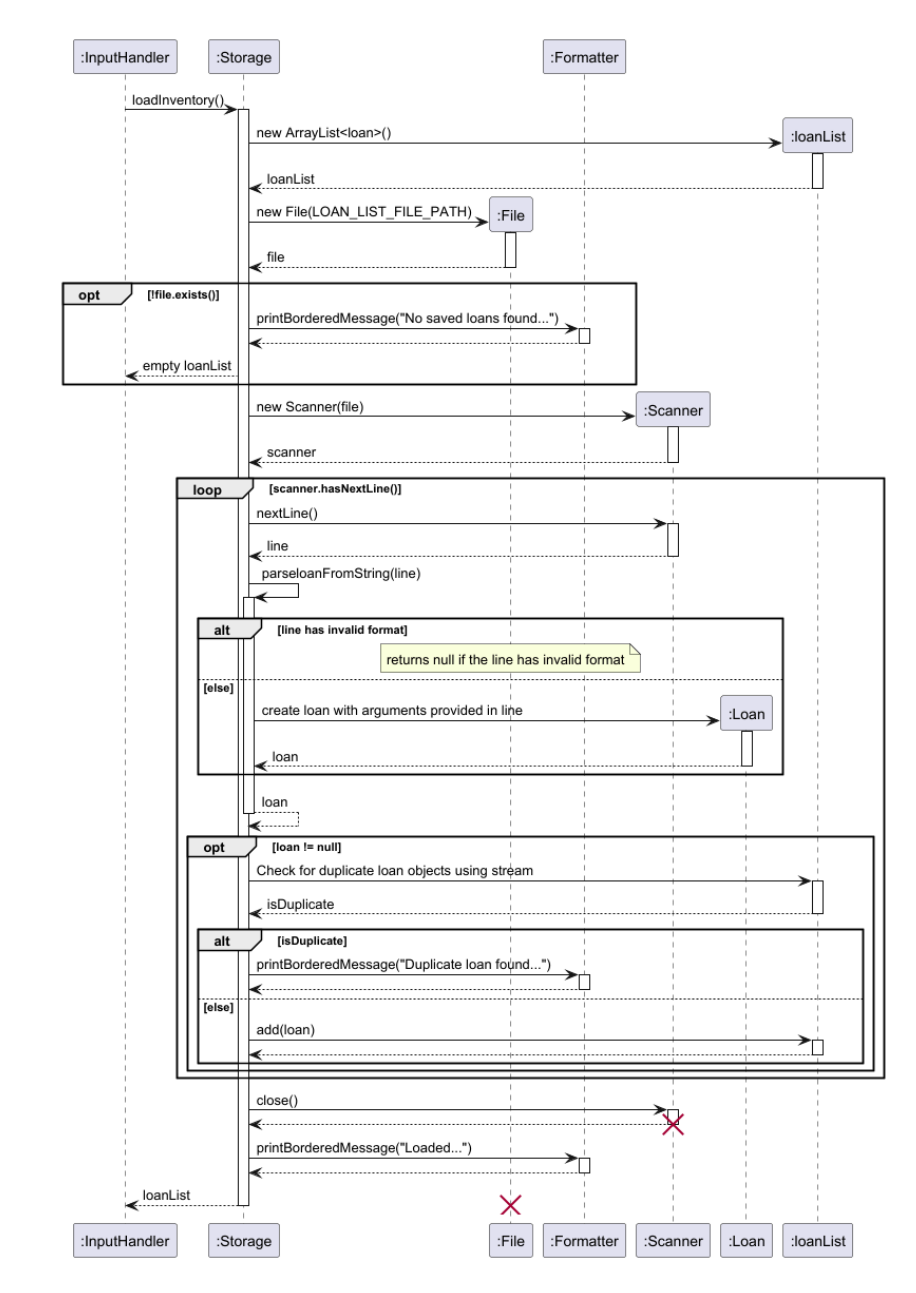 :InputHandler
:Storage
:Formatter
loadInventory()
new ArrayList<loan>()
:loanList
loanList
new File(LOAN_LIST_FILE_PATH)
:File
file
opt
[!file.exists()]
printBorderedMessage("No saved loans found...")
empty loanList
new Scanner(file)
:Scanner
scanner
loop
[scanner.hasNextLine()]
nextLine()
line
parseloanFromString(line)
alt
[line has invalid format]
returns null if the line has invalid format
[else]
create loan with arguments provided in line
:Loan
loan
loan
opt
[loan != null]
Check for duplicate loan objects using stream
isDuplicate
alt
[isDuplicate]
printBorderedMessage("Duplicate loan found...")
[else]
add(loan)
close()
printBorderedMessage("Loaded...")
loanList
:InputHandler
:Storage
:File
:Formatter
:Scanner
:Loan
:loanList